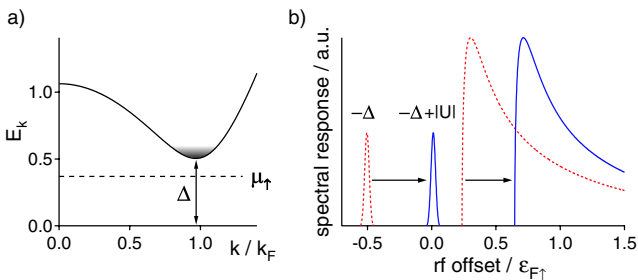 a)
E_k
1.0
0.5
0.0
Δ
μ↑
0.0
0.5
1.0
k / k_F
b)
spectral response / a.u.
−Δ
−Δ+|U|
-0.5
0.0
0.5
1.0
1.5
rf offset / ε_F↑